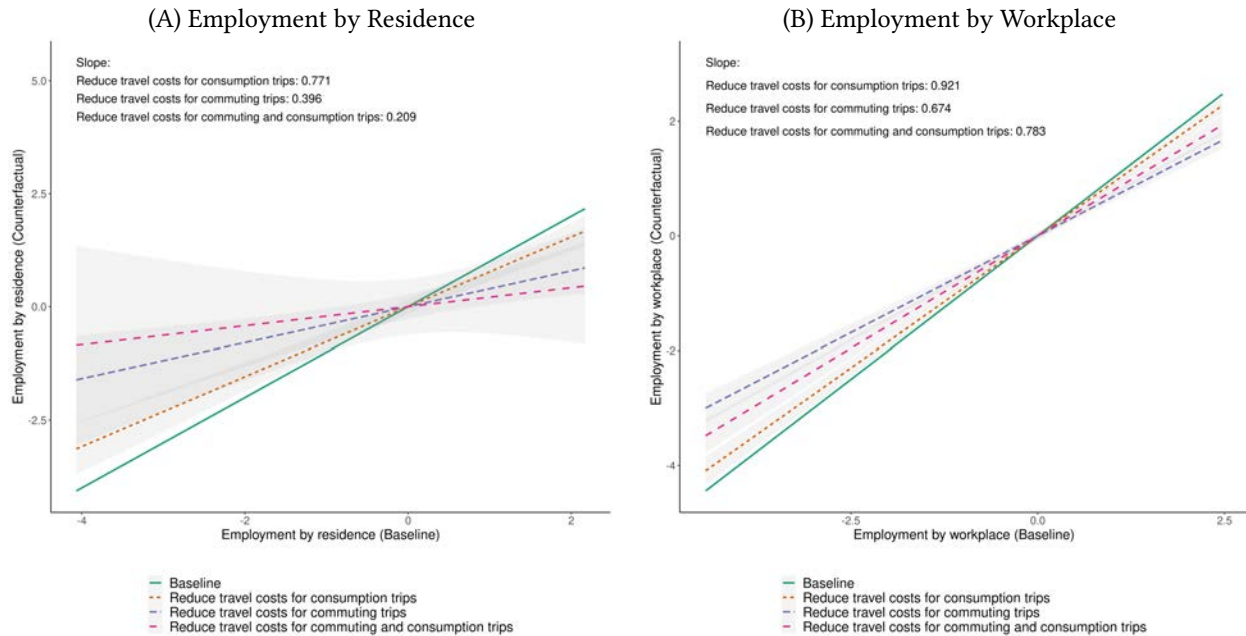 (A) Employment by Residence
Slope:
Reduce travel costs for consumption trips: 0.771
Reduce travel costs for commuting trips: 0.396
Reduce travel costs for commuting and consumption trips: 0.209
5.0
2.5
0.0
-2.5
Employment by residence (Counterfactual)
-4
-2
0
2
Employment by residence (Baseline)
Baseline
Reduce travel costs for consumption trips
Reduce travel costs for commuting trips
Reduce travel costs for commuting and consumption trips
(B) Employment by Workplace
Slope:
Reduce travel costs for consumption trips: 0.921
Reduce travel costs for commuting trips: 0.674
Reduce travel costs for commuting and consumption trips: 0.783
2
0
-2
-4
Employment by workplace (Counterfactual)
-2.5
0.0
2.5
Employment by workplace (Baseline)
Baseline
Reduce travel costs for consumption trips
Reduce travel costs for commuting trips
Reduce travel costs for commuting and consumption trips